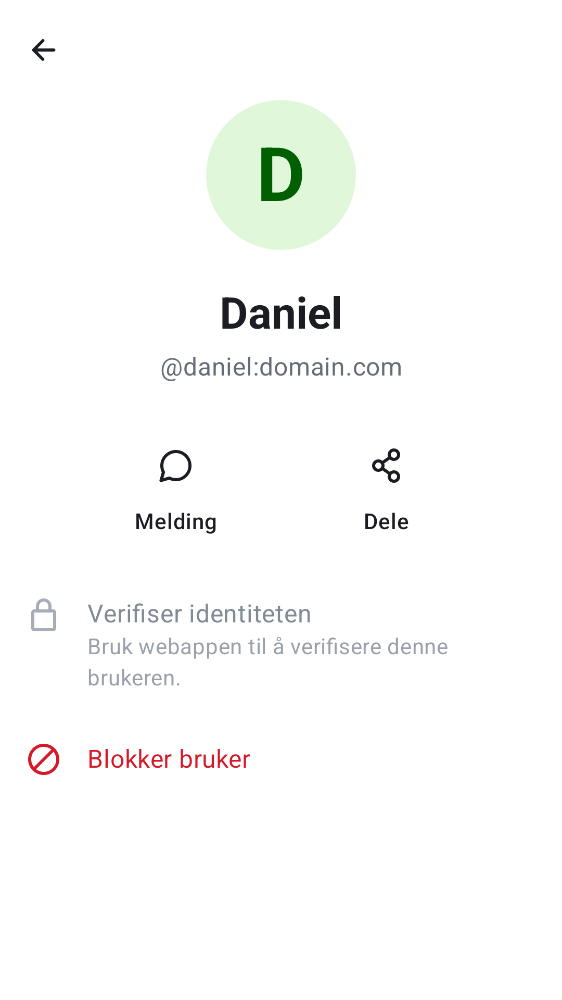 D
Daniel
@daniel:domain.com
Melding
Dele
Verifiser identiteten
Bruk webappen til å verifisere denne
brukeren.
Blokker bruker